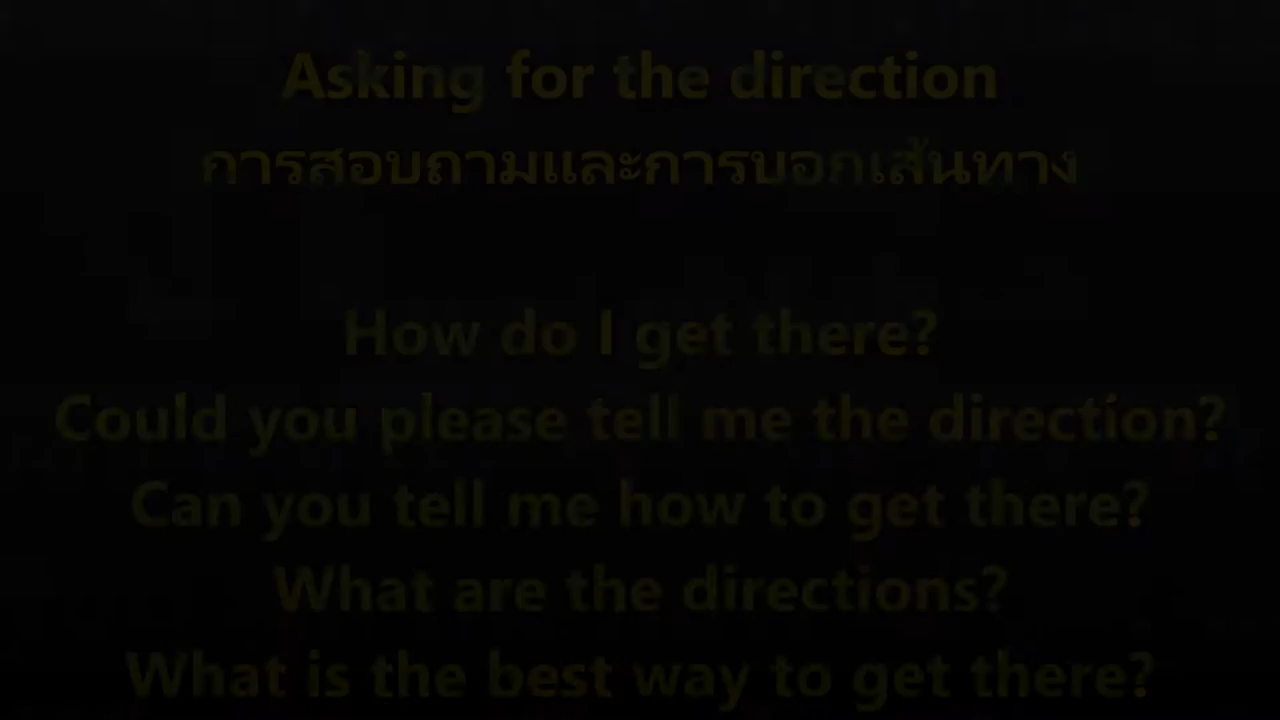 Asking for the direction
การสอบถามและการบอกเส้นทาง
How do I get there?
Could you please tell me the direction?
Can you tell me how to get there?
What are the directions?
What is the best way to get there?